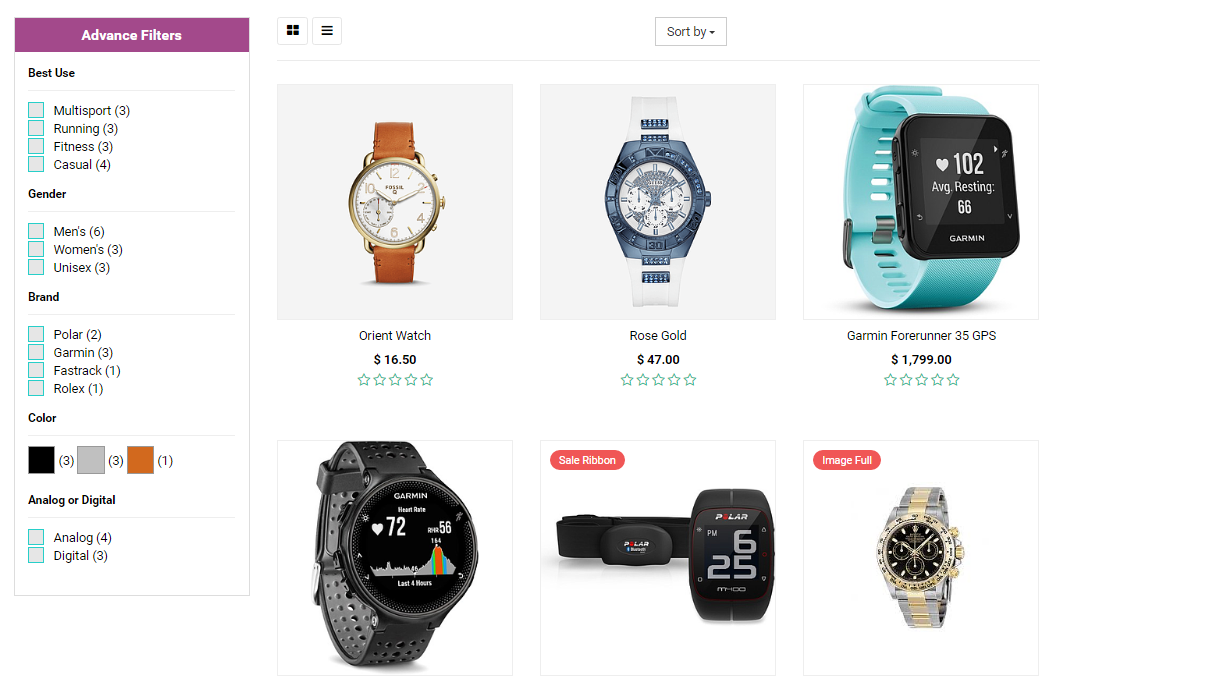 Advance Filters
Best Use
Multisport (3)
Running (3)
Fitness (3)
Casual (4)
Gender
Men's (6)
Women's (3)
Unisex (3)
Brand
Polar (2)
Garmin (3)
Fastrack (1)
Rolex (1)
Color
(3) (3) (1)
Analog or Digital
Analog (4)
Digital (3)
Sort by
FOSSIL
Q
30
102
Avg. Resting:
66
GARMIN
Orient Watch
$ 16.50
Rose Gold
$ 47.00
Garmin Forerunner 35 GPS
$ 1,799.00
GARMIN
Heart Rate
72 RHR 56
164
46
Last 4 Hours
Sale Ribbon
POLAR
Bluetooth
POLAR
PM
6
25
M400
Image Full